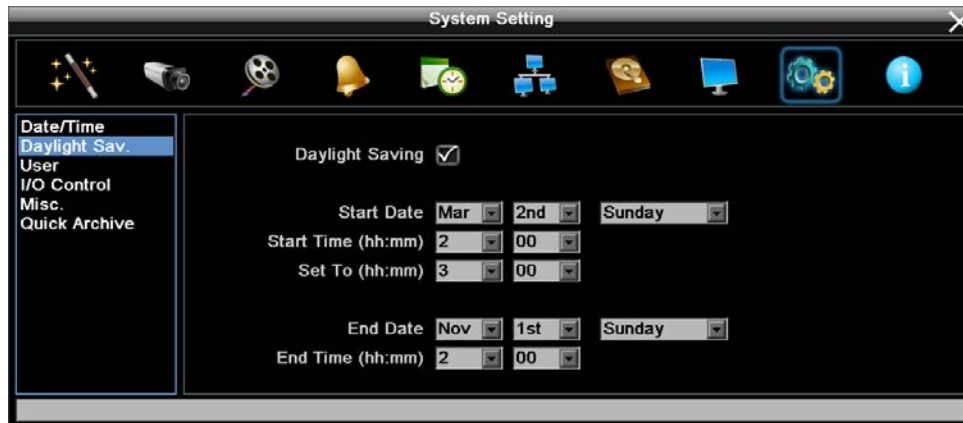 System Setting
Date/Time
Daylight Sav.
User
I/O Control
Misc.
Quick Archive
Daylight Saving
Start Date Mar 2nd Sunday
Start Time (hh:mm) 2 00
Set To (hh:mm) 3 00
End Date Nov 1st Sunday
End Time (hh:mm) 2 00